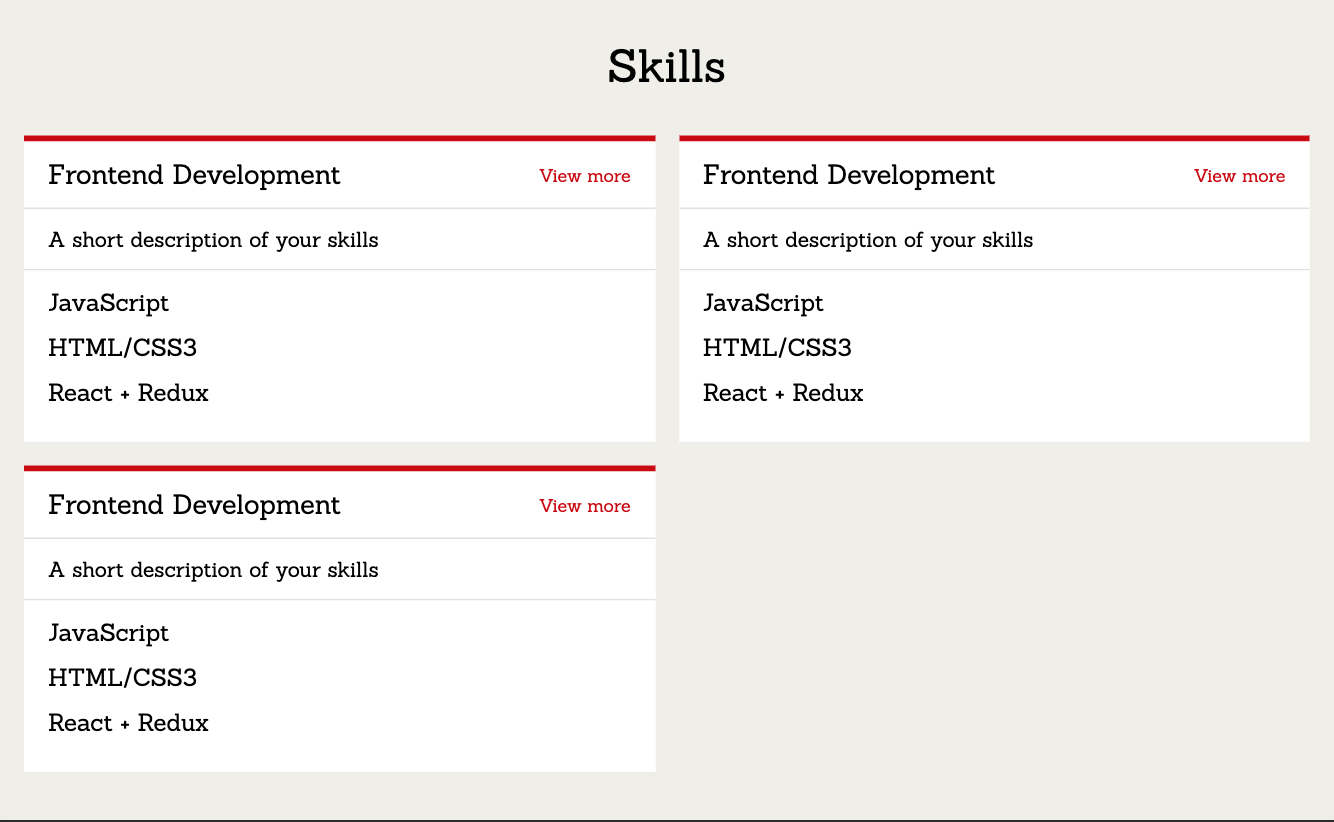 Skills
Frontend Development View more
A short description of your skills
JavaScript
HTML/CSS3
React + Redux
Frontend Development View more
A short description of your skills
JavaScript
HTML/CSS3
React + Redux
Frontend Development View more
A short description of your skills
JavaScript
HTML/CSS3
React + Redux